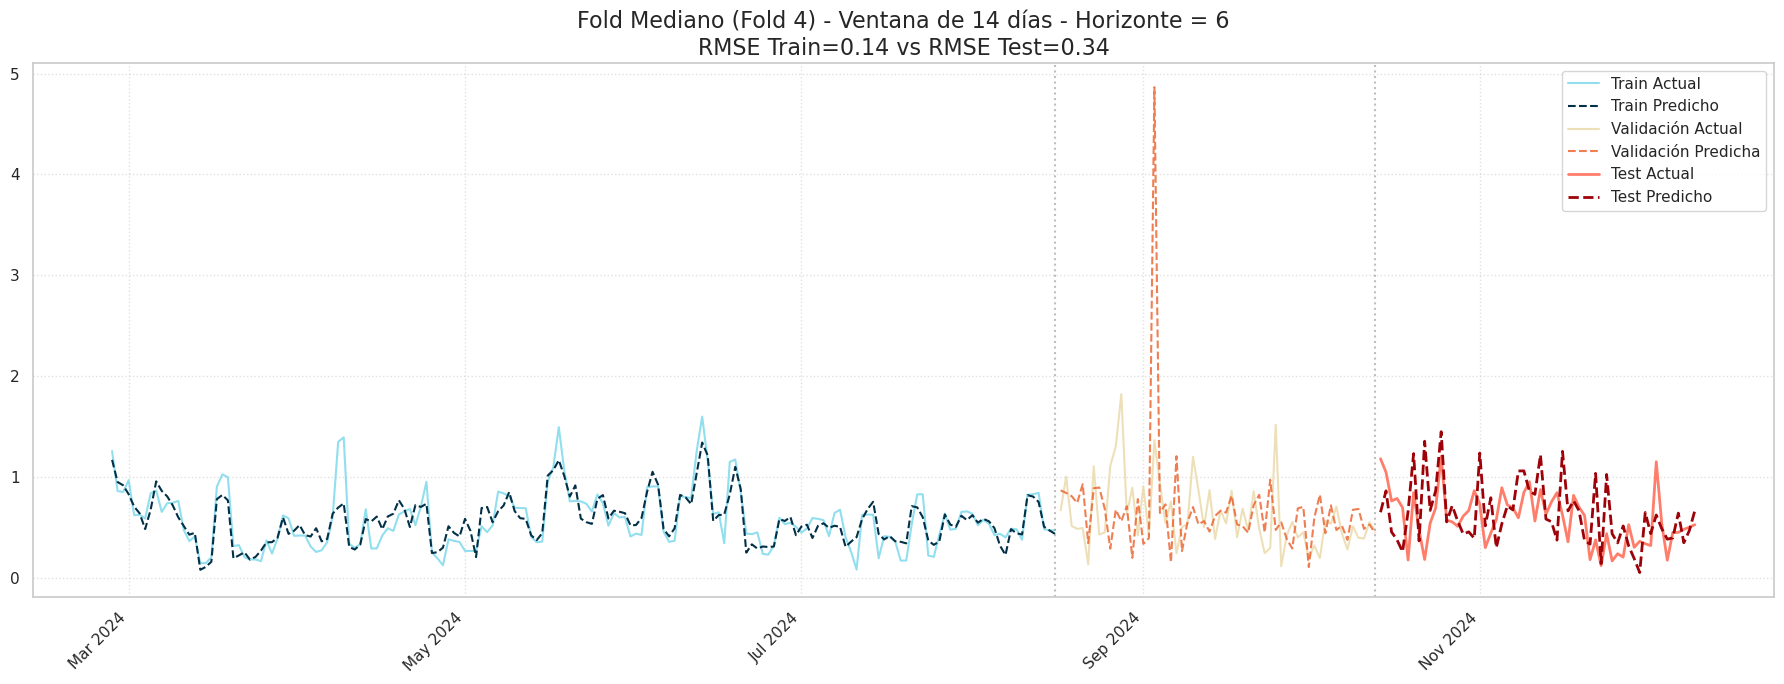 Fold Mediano (Fold 4) - Ventana de 14 días - Horizonte = 6
RMSE Train=0.14 vs RMSE Test=0.34
5
4
3
2
1
0
Train Actual
Train Predicho
Validación Actual
Validación Predicha
Test Actual
Test Predicho
Mar 2024
May 2024
Jul 2024
Sep 2024
Nov 2024